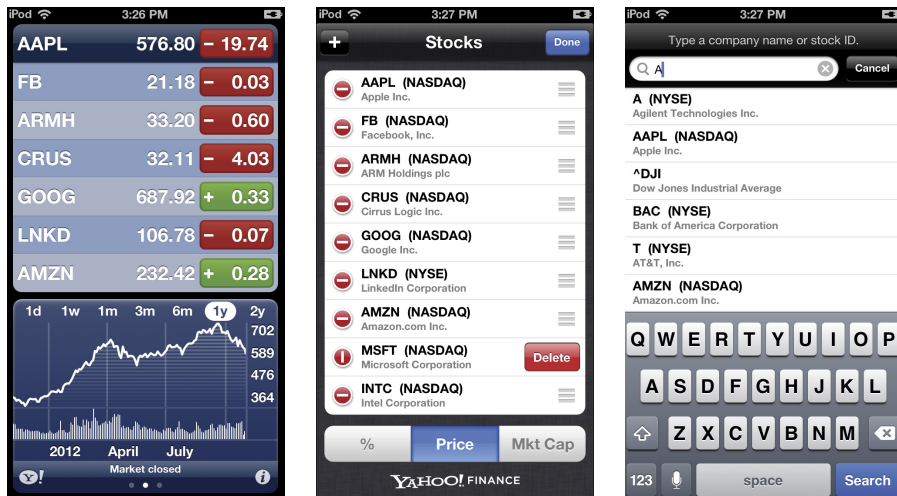 iPod 3:26 PM
AAPL 576.80 − 19.74
FB 21.18 − 0.03
ARMH 33.20 − 0.60
CRUS 32.11 − 4.03
GOOG 687.92 + 0.33
LNKD 106.78 − 0.07
AMZN 232.42 + 0.28
1d 1w 1m 3m 6m 1y 2y
702
589
476
364
2012 April July
Market closed
Y! i
iPod 3:27 PM
+ Stocks Done
AAPL (NASDAQ)
Apple Inc.
FB (NASDAQ)
Facebook, Inc.
ARMH (NASDAQ)
ARM Holdings plc
CRUS (NASDAQ)
Cirrus Logic Inc.
GOOG (NASDAQ)
Google Inc.
LNKD (NYSE)
LinkedIn Corporation
AMZN (NASDAQ)
Amazon.com Inc.
MSFT (NASDAQ)
Microsoft Corporation
Delete
INTC (NASDAQ)
Intel Corporation
% Price Mkt Cap
YAHOO! FINANCE
iPod 3:27 PM
Type a company name or stock ID.
A Cancel
A (NYSE)
Agilent Technologies Inc.
AAPL (NASDAQ)
Apple Inc.
^DJI
Dow Jones Industrial Average
BAC (NYSE)
Bank of America Corporation
T (NYSE)
AT&T, Inc.
AMZN (NASDAQ)
Amazon.com Inc.
Q W E R T Y U I O P
A S D F G H J K L
Z X C V B N M
123 space Search